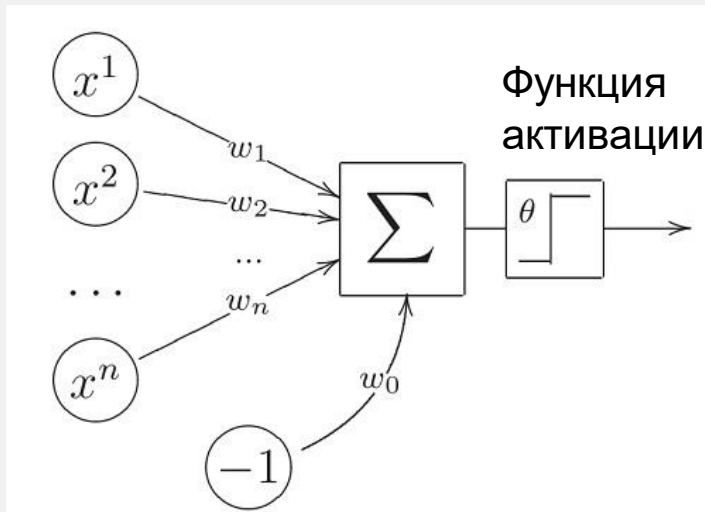 x¹
Функция
активации
w₁
x²
w₂
θ
Σ
...
...
wₙ
xⁿ
w₀
−1